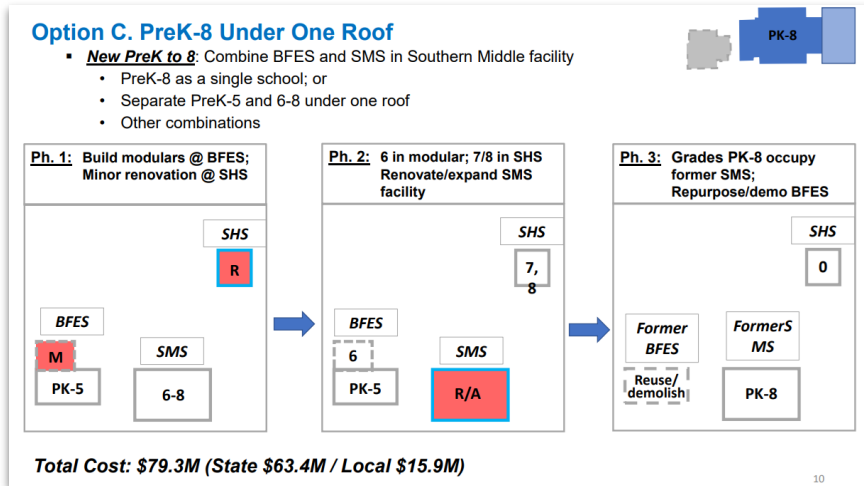 Option C. PreK-8 Under One Roof
▪ New PreK to 8: Combine BFES and SMS in Southern Middle facility
• PreK-8 as a single school; or
• Separate PreK-5 and 6-8 under one roof
• Other combinations
PK-8
Ph. 1: Build modulars @ BFES;
Minor renovation @ SHS
SHS
R
BFES
M
PK-5
SMS
6-8
Ph. 2: 6 in modular; 7/8 in SHS
Renovate/expand SMS
facility
SHS
7,
8
BFES
6
PK-5
SMS
R/A
Ph. 3: Grades PK-8 occupy
former SMS;
Repurpose/demo BFES
SHS
0
Former
BFES
Reuse/
demolish
FormerS
MS
PK-8
Total Cost: $79.3M (State $63.4M / Local $15.9M)
10